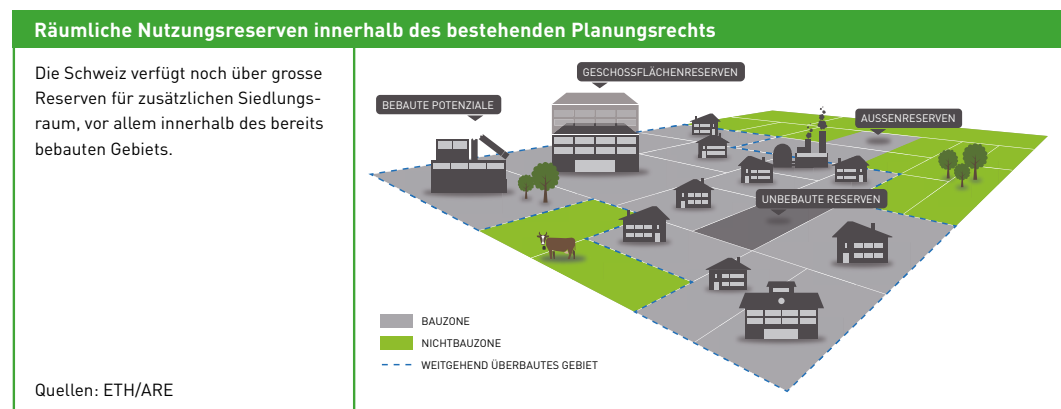 Räumliche Nutzungsreserven innerhalb des bestehenden Planungsrechts
Die Schweiz verfügt noch über grosse
Reserven für zusätzlichen Siedlungs-
raum, vor allem innerhalb des bereits
bebauten Gebiets.
Quellen: ETH/ARE
GESCHOSSFLÄCHENRESERVEN
BEBAUTE POTENZIALE
AUSSENRESERVEN
UNBEBAUTE RESERVEN
BAUZONE
NICHTBAUZONE
WEITGEHEND ÜBERBAUTES GEBIET